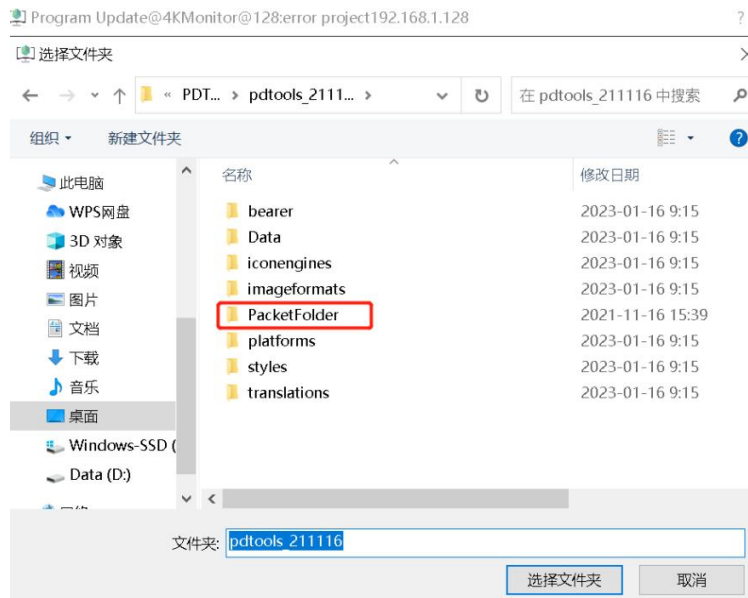 Program Update@4KMonitor@128:error project192.168.1.128 ?
选择文件夹
« PDT... › pdtools_2111... › 在 pdtools_211116 中搜索
组织 新建文件夹 ?
名称 修改日期
此电脑
WPS网盘 bearer 2023-01-16 9:15
3D 对象 Data 2023-01-16 9:15
视频 iconengines 2023-01-16 9:15
图片 imageformats 2023-01-16 9:15
文档 PacketFolder 2021-11-16 15:39
下载 platforms 2023-01-16 9:15
音乐 styles 2023-01-16 9:15
桌面 translations 2023-01-16 9:15
Windows-SSD (
Data (D:)
文件夹: pdtools_211116
选择文件夹 取消